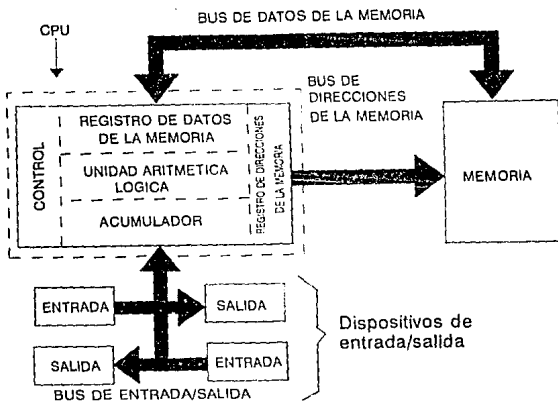 BUS DE DATOS DE LA MEMORIA
CPU
BUS DE
DIRECCIONES
DE LA MEMORIA
CONTROL
REGISTRO DE DATOS
DE LA MEMORIA
UNIDAD ARITMETICA
LOGICA
ACUMULADOR
REGISTRO DE DIRECCIONES
DE LA MEMORIA
MEMORIA
ENTRADA
SALIDA
SALIDA
ENTRADA
BUS DE ENTRADA/SALIDA
Dispositivos de
entrada/salida